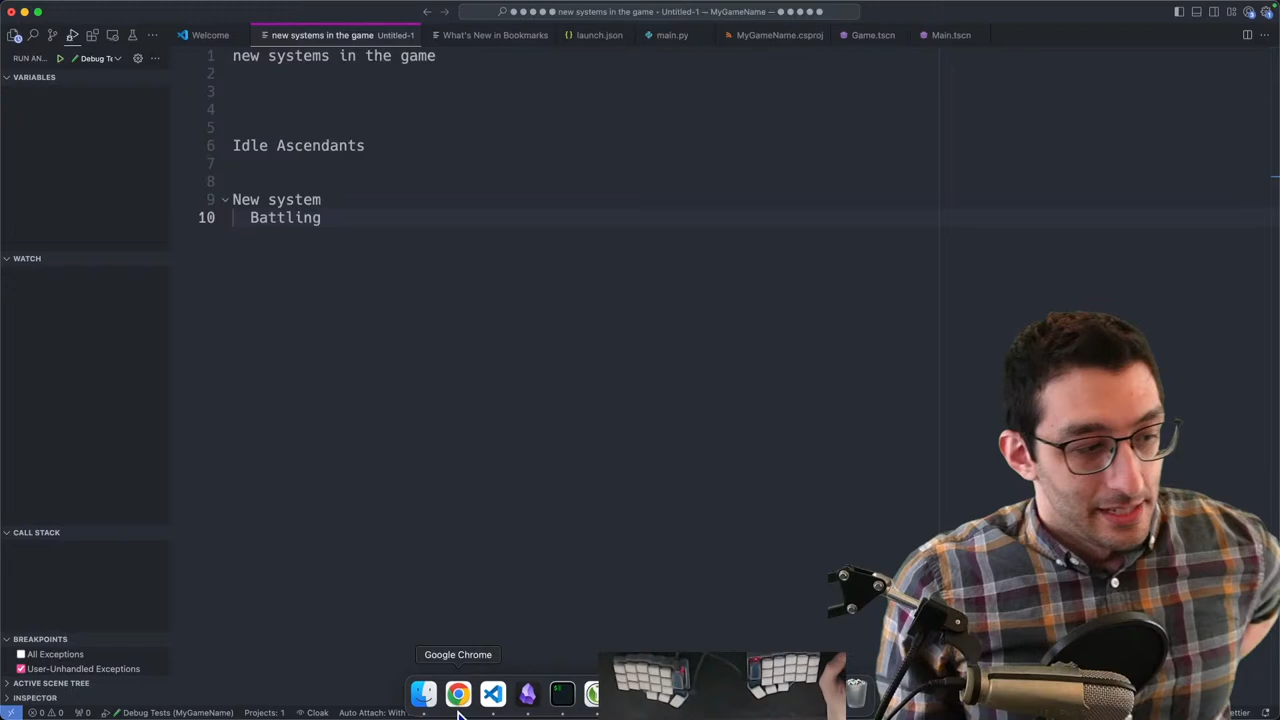 new systems in the game • Untitled-1 — MyGameName
Welcome
new systems in the game Untitled-1
What's New in Bookmarks
launch.json
main.py
MyGameName.csproj
Game.tscn
Main.tscn
RUN AN...
Debug Te
VARIABLES
WATCH
CALL STACK
BREAKPOINTS
All Exceptions
User-Unhandled Exceptions
ACTIVE SCENE TREE
INSPECTOR
1 new systems in the game
2
3
4
5
6 Idle Ascendants
7
8
9 New system
10 Battling
Google Chrome
0 0 0 Debug Tests (MyGameName) Projects: 1 Cloak Auto Attach: With